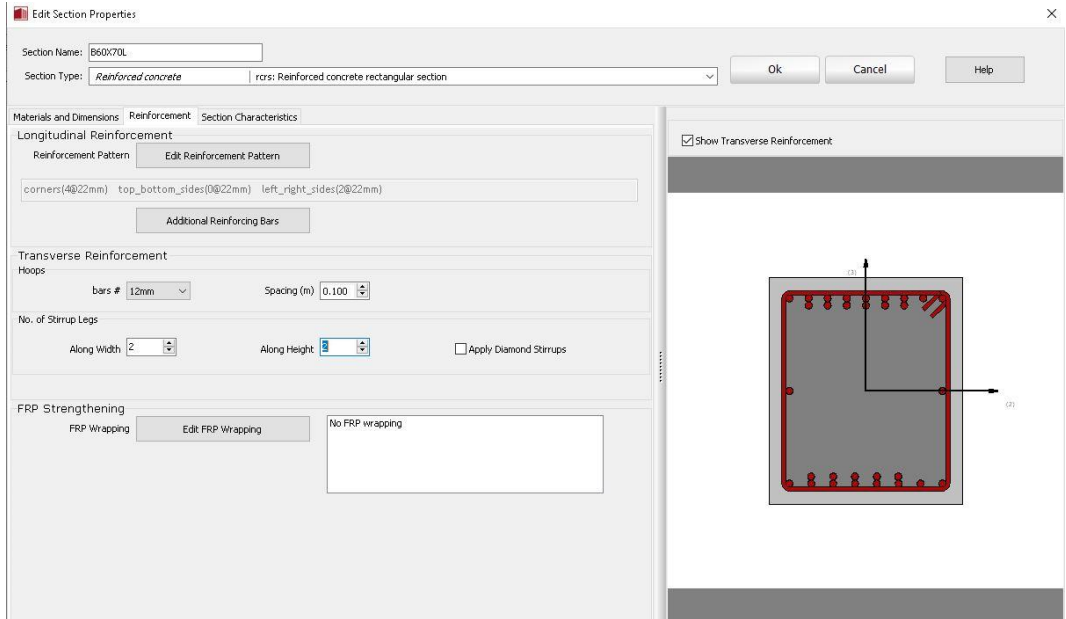 Edit Section Properties
Section Name: B60X70L
Section Type: Reinforced concrete rcrs: Reinforced concrete rectangular section
Ok Cancel Help
Materials and Dimensions Reinforcement Section Characteristics
Longitudinal Reinforcement
Reinforcement Pattern Edit Reinforcement Pattern
corners(4@22mm) top_bottom_sides(0@22mm) left_right_sides(2@22mm)
Additional Reinforcing Bars
Transverse Reinforcement
Hoops
bars # 12mm Spacing (m) 0.100
No. of Stirrup Legs
Along Width 2 Along Height 2 Apply Diamond Stirrups
FRP Strengthening
FRP Wrapping Edit FRP Wrapping No FRP wrapping
Show Transverse Reinforcement
(3)
(2)